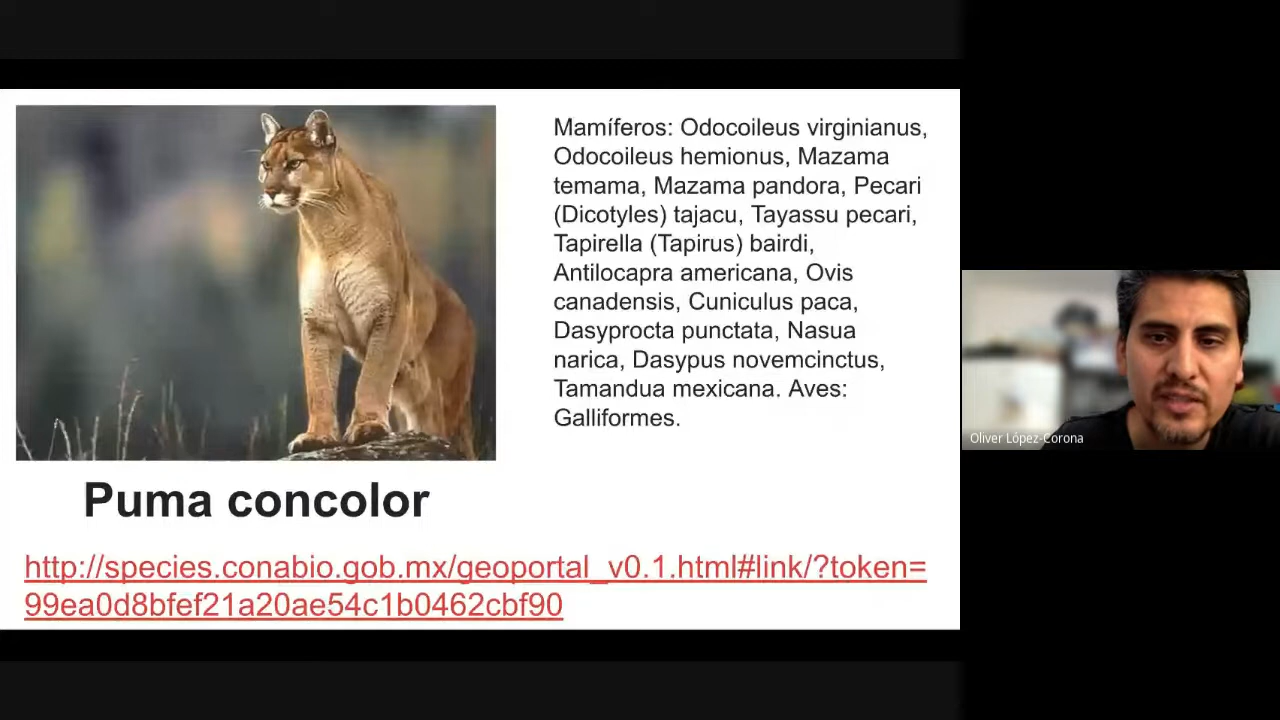 Mamíferos: Odocoileus virginianus,
Odocoileus hemionus, Mazama
temama, Mazama pandora, Pecari
(Dicotyles) tajacu, Tayassu pecari,
Tapirella (Tapirus) bairdi,
Antilocapra americana, Ovis
canadensis, Cuniculus paca,
Dasyprocta punctata, Nasua
narica, Dasypus novemcinctus,
Tamandua mexicana. Aves:
Galliformes.
Puma concolor
http://species.conabio.gob.mx/geoportal_v0.1.html#link/?token=
99ea0d8bfef21a20ae54c1b0462cbf90
Oliver López-Corona